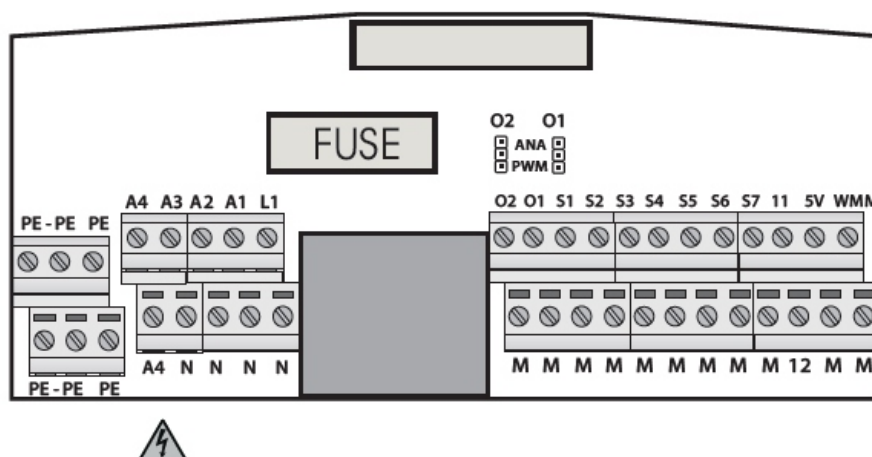 FUSE
O2 O1
ANA
PWM
A4 A3 A2 A1 L1
O2 O1 S1 S2 S3 S4 S5 S6 S7 11 5V WMM
PE - PE PE
A4 N N N N
M M M M M M M M M 12 M M
PE - PE PE